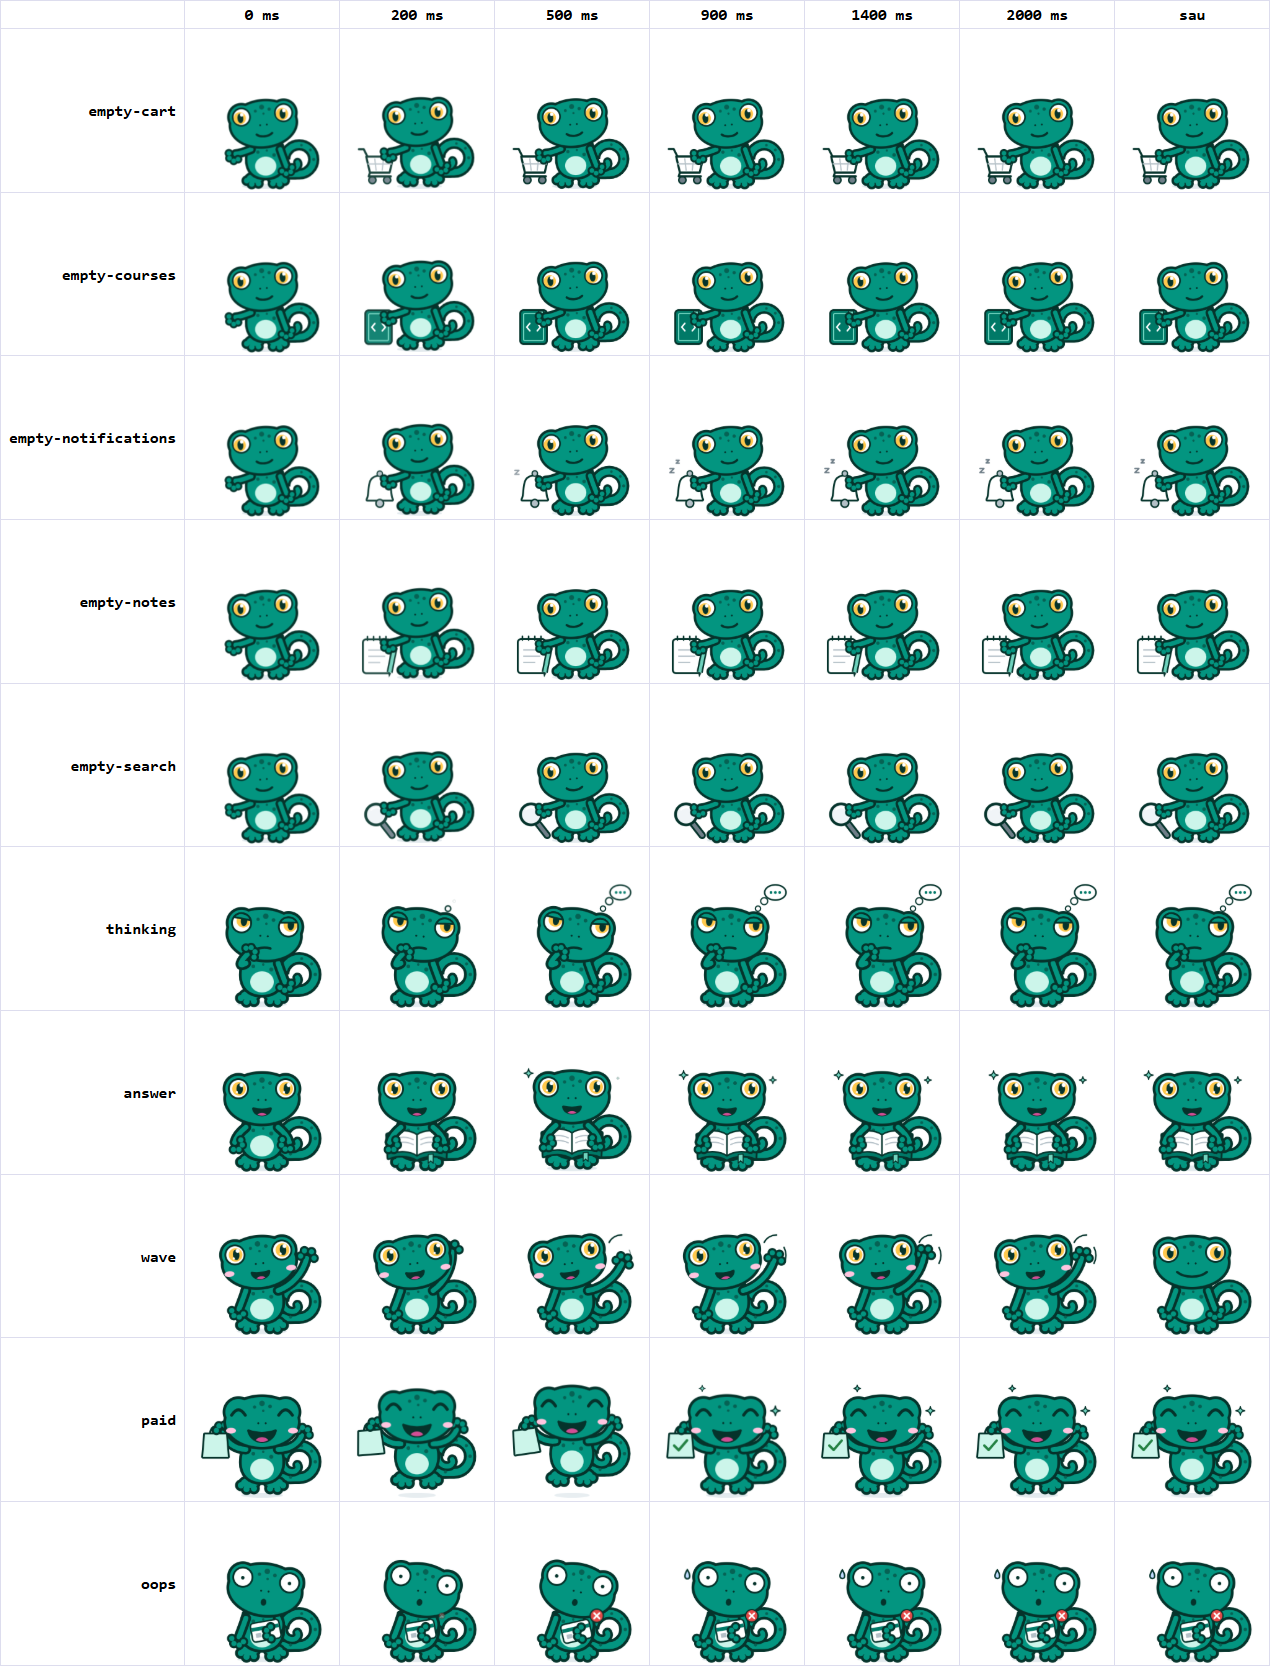 0 ms 200 ms 500 ms 900 ms 1400 ms 2000 ms sau
empty-cart
empty-courses
empty-notifications
empty-notes
empty-search
thinking
answer
wave
paid
oops